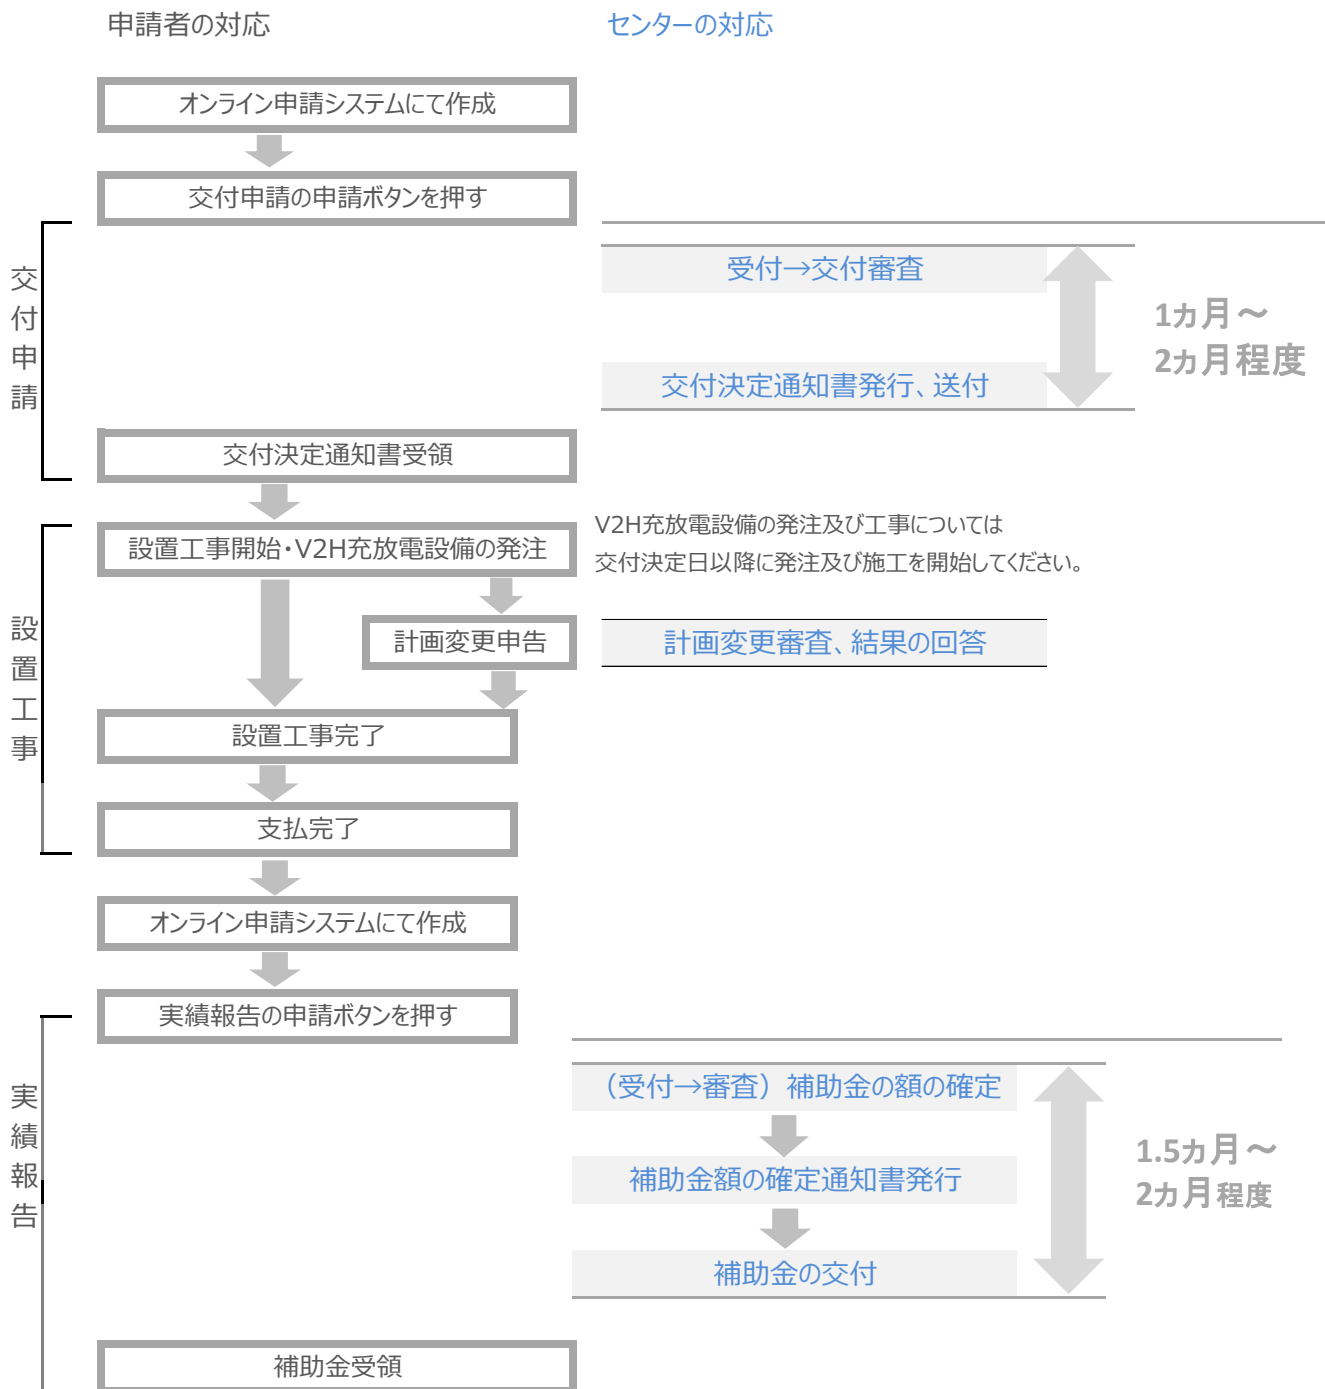 申請者の対応
センターの対応
オンライン申請システムにて作成
交付申請の申請ボタンを押す
交付申請
受付→交付審査
1カ月～
2カ月程度
交付決定通知書発行、送付
交付決定通知書受領
設置工事
設置工事開始・V2H充放電設備の発注
V2H充放電設備の発注及び工事については
交付決定日以降に発注及び施工を開始してください。
計画変更申告
計画変更審査、結果の回答
設置工事完了
支払完了
オンライン申請システムにて作成
実績報告の申請ボタンを押す
実績報告
（受付→審査）補助金の額の確定
補助金額の確定通知書発行
1.5カ月～
2カ月程度
補助金の交付
補助金受領